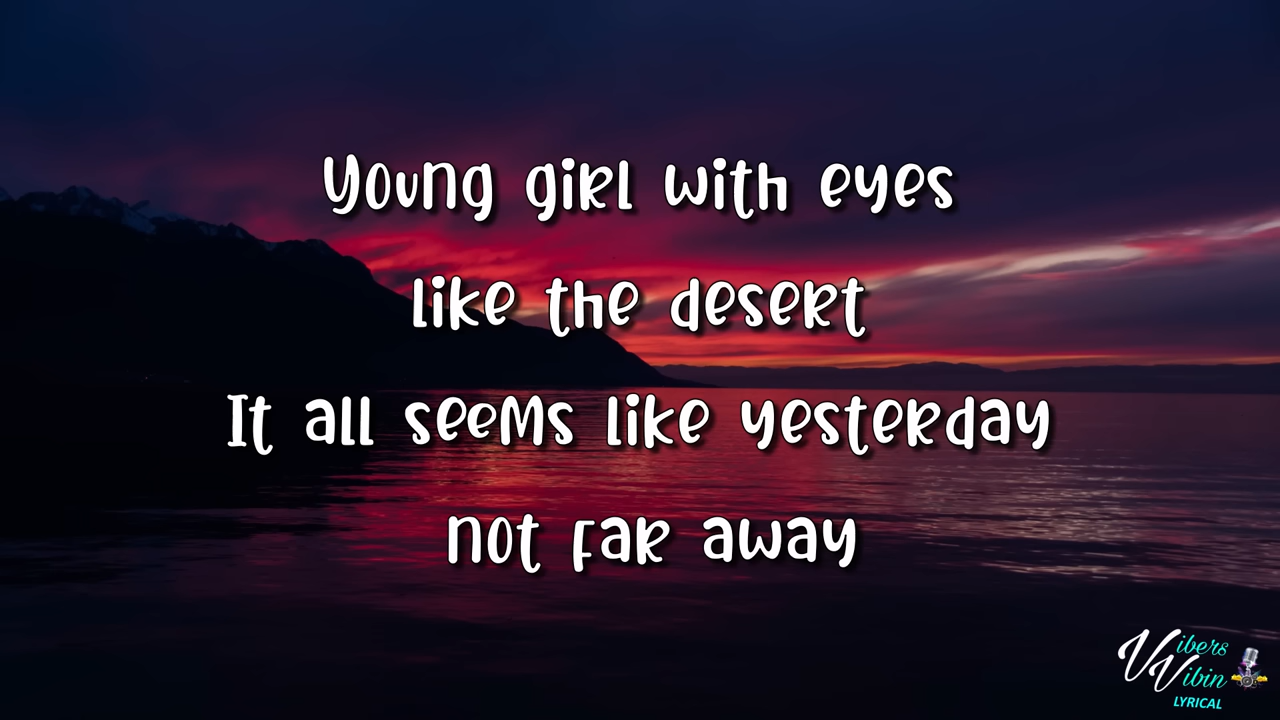 Young girl with eyes
like the desert
It all seems like yesterday
not far away
Vibers
Vibin
LYRICAL